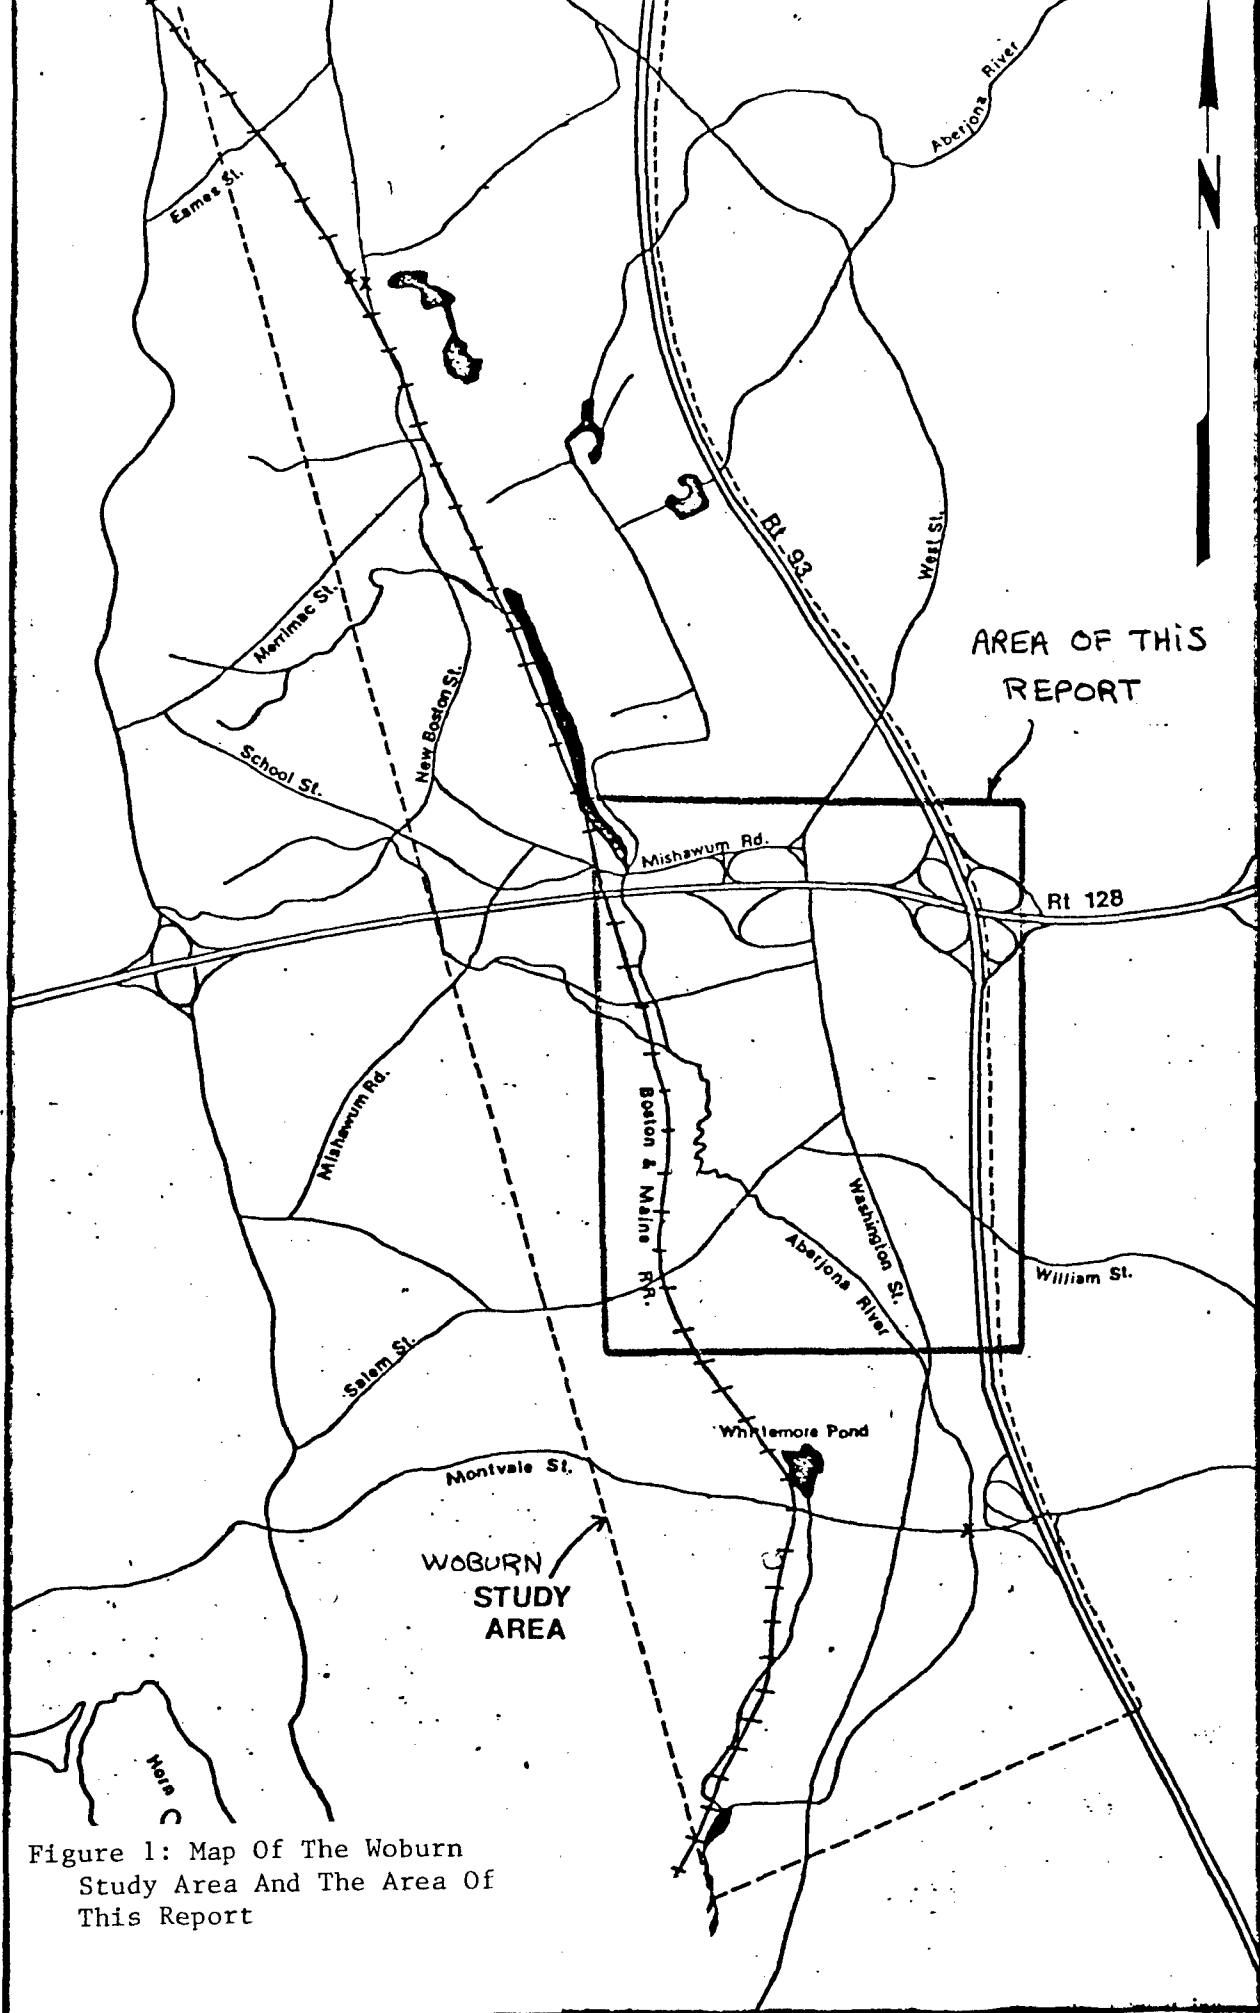 Aberjona River
N
Eames St.
Rt 93
West St.
Merrimac St.
AREA OF THIS
REPORT
New Boston St.
School St.
Mishawum Rd.
Rt 128
Mishawum Rd.
Boston & Maine R.R.
Washington St.
Aberjona River
William St.
Salem St.
Whittemore Pond
Montvale St.
WOBURN
STUDY
AREA
Horn
Figure 1: Map Of The Woburn
Study Area And The Area Of
This Report